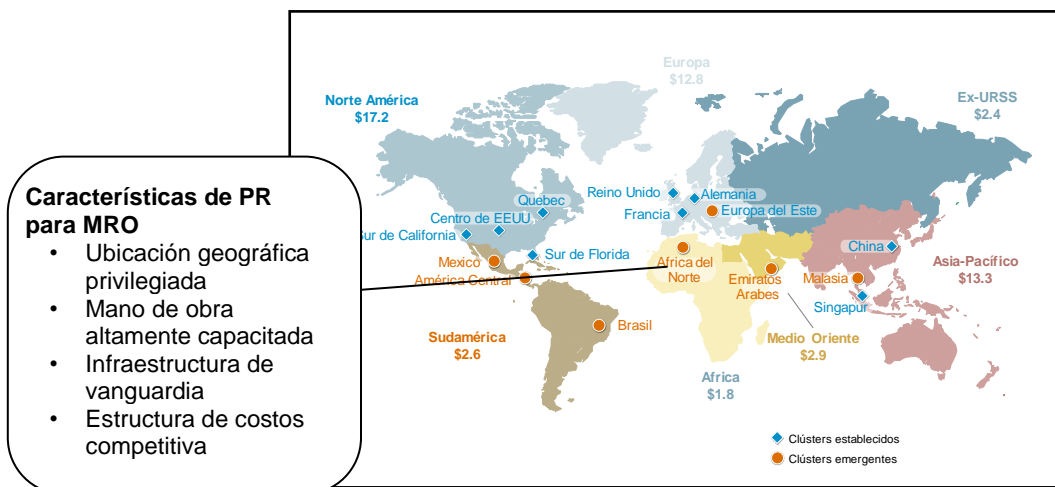 Europa
$12.8
Norte América
$17.2
Ex-URSS
$2.4
Características de PR
para MRO
• Ubicación geográfica
privilegiada
• Mano de obra
altamente capacitada
• Infraestructura de
vanguardia
• Estructura de costos
competitiva
Quebec
Centro de EEUU
Sur de California
Sur de Florida
Mexico
América Central
Reino Unido
Alemania
Francia
Europa del Este
Africa del
Norte
Emiratos
Arabes
China
Malasia
Singapur
Asia-Pacífico
$13.3
Brasil
Sudamérica
$2.6
Medio Oriente
$2.9
Africa
$1.8
Clústers establecidos
Clústers emergentes